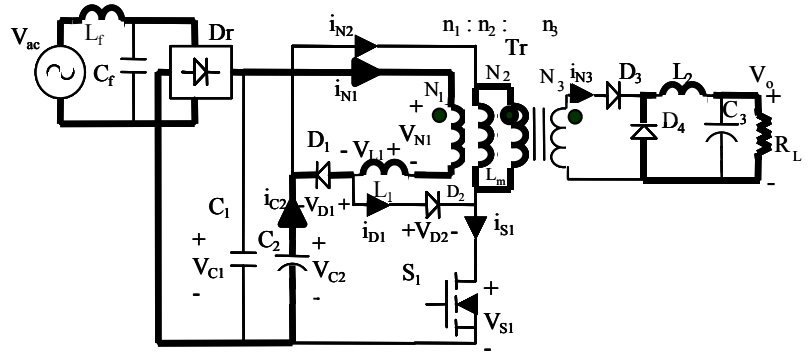 n₁ : n₂ : n₃
Tr
Vac
Lf
Cf
Dr
iN2
iN1
N₁
N₂
N₃
iN3
D₃
L₂
Vo
+
+
VN1
-
Lm
D₄
C₃
RL
-
D₁
- VL1 +
L₁
D₂
iC2
- VD1 +
iD1
+ VD2 -
iS1
C₁
C₂
+
VC1
-
+
VC2
-
S₁
+
VS1
-